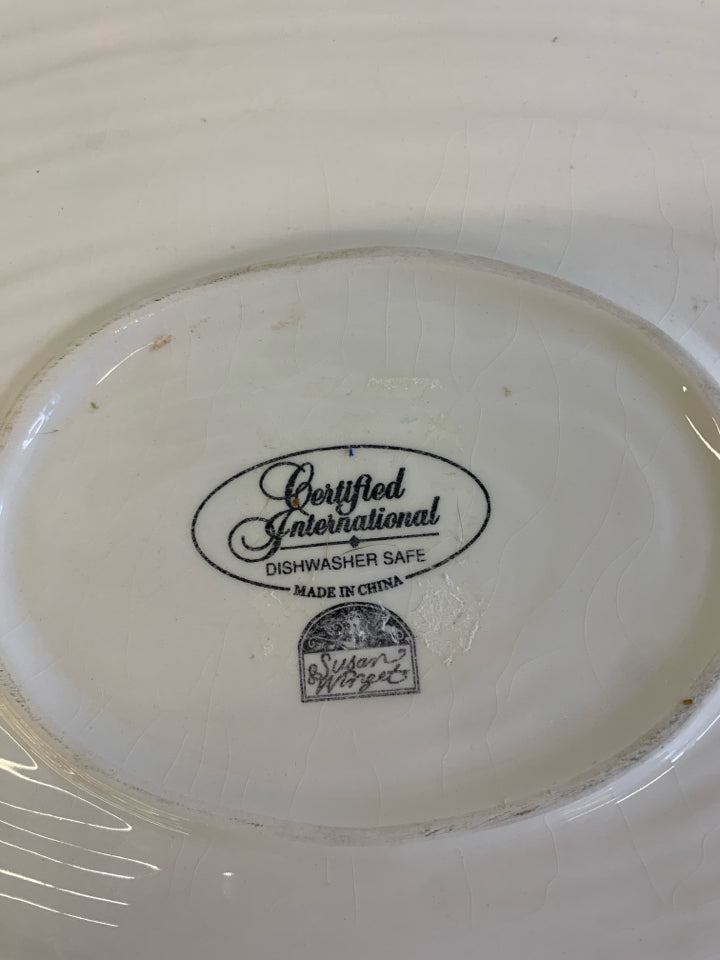 Certified
International
DISHWASHER SAFE
MADE IN CHINA
Susan
Winget